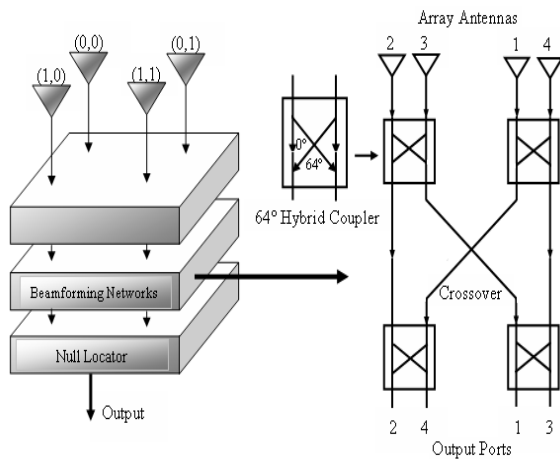 Array Antennas
2 3 1 4
(0,0) (0,1)
(1,0) (1,1)
0°
64°
64° Hybrid Coupler
Beamforming Networks
Crossover
Null Locator
Output
2 4 1 3
Output Ports